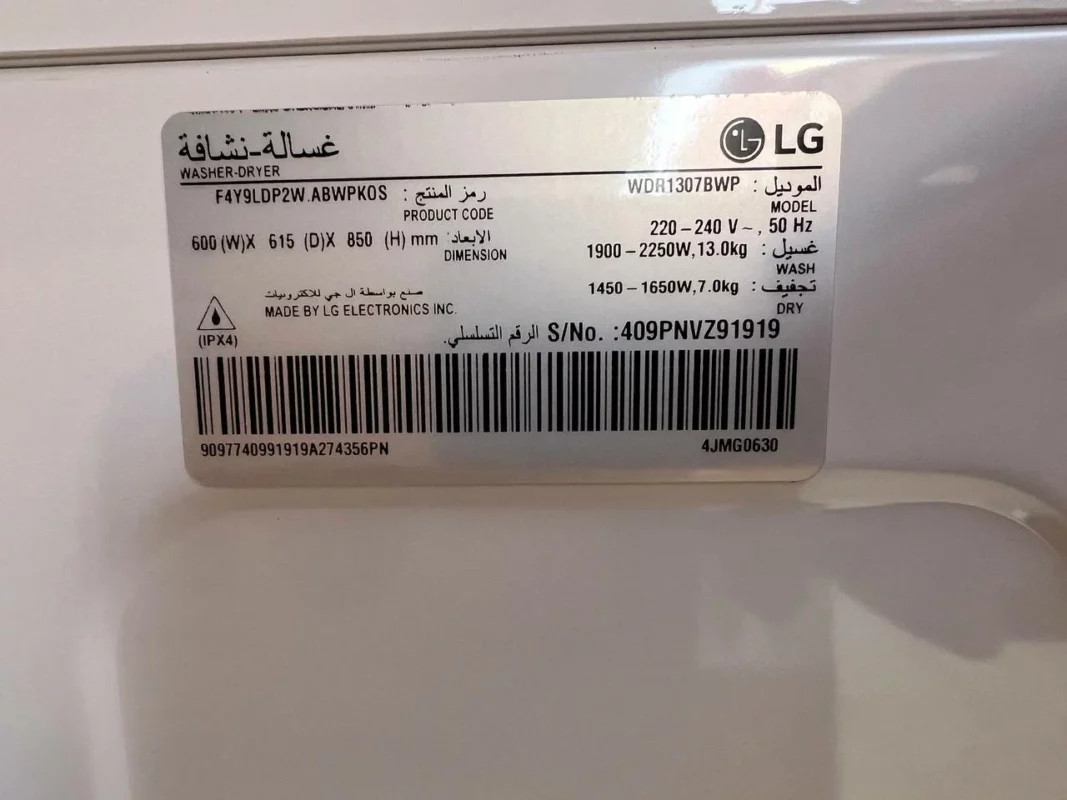 غسالة-نشافة
WASHER-DRYER
LG
الموديل : WDR1307BWP
MODEL
رمز المنتج : F4Y9LDP2W.ABWPKOS
PRODUCT CODE
220-240 V~, 50 Hz
الابعاد: 600 (W)X 615 (D)X 850 (H) mm
DIMENSION
غسيل : 1900-2250W,13.0kg
WASH
تجفيف : 1450-1650W,7.0kg
DRY
صنع بواسطة ال جي للالكترونيات
MADE BY LG ELECTRONICS INC.
(IPX4)
الرقم التسلسلي. S/No. :409PNVZ91919
9097740991919A274356PN
4JMG0630